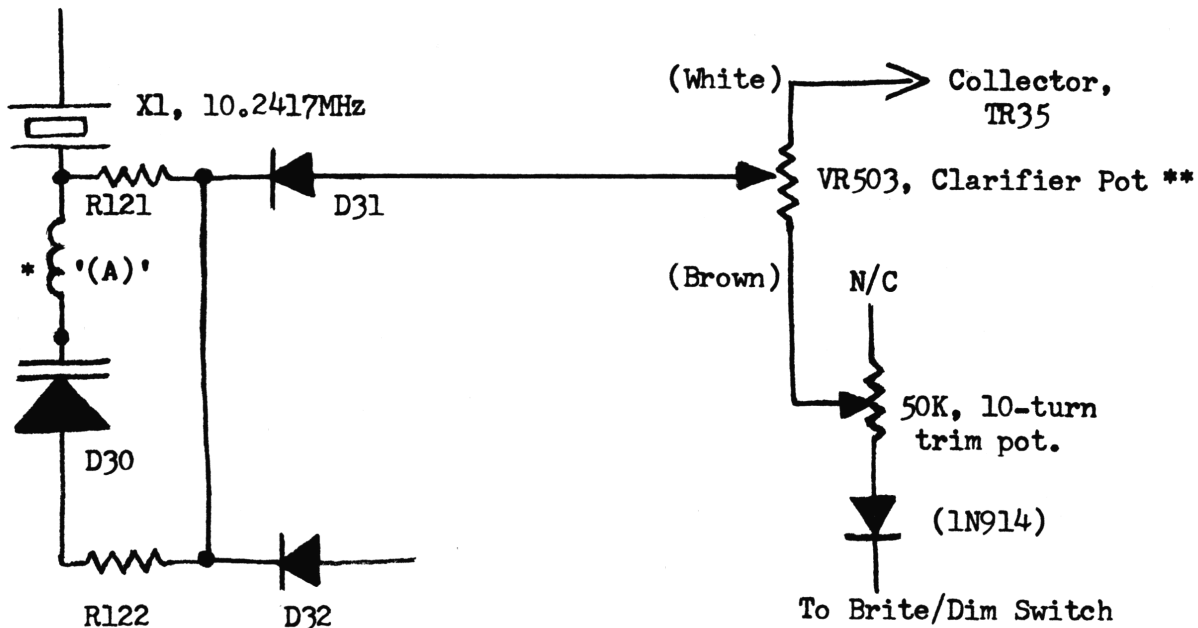 (White)
Collector,
TR35
X1, 10.2417MHz
R121
D31
VR503, Clarifier Pot **
* '(A)'
(Brown)
N/C
50K, 10-turn
trim pot.
D30
(1N914)
R122
D32
To Brite/Dim Switch